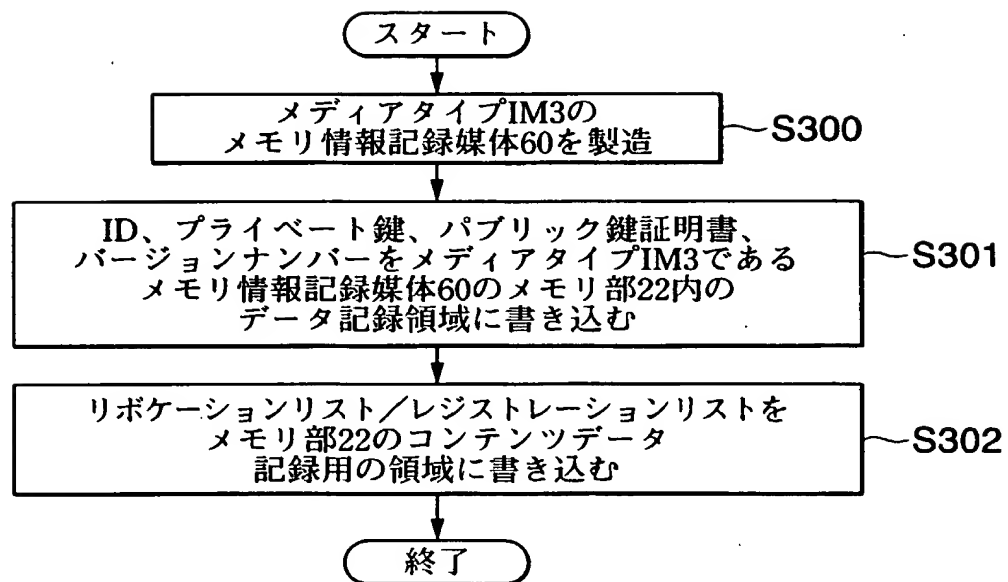 スタート
メディアタイプIM3の
メモリ情報記録媒体60を製造
S300
ID、プライベート鍵、パブリック鍵証明書、
バージョンナンバーをメディアタイプIM3である
メモリ情報記録媒体60のメモリ部22内の
データ記録領域に書き込む
S301
リボケーションリスト/レジストレーションリストを
メモリ部22のコンテンツデータ
記録用の領域に書き込む
S302
終了